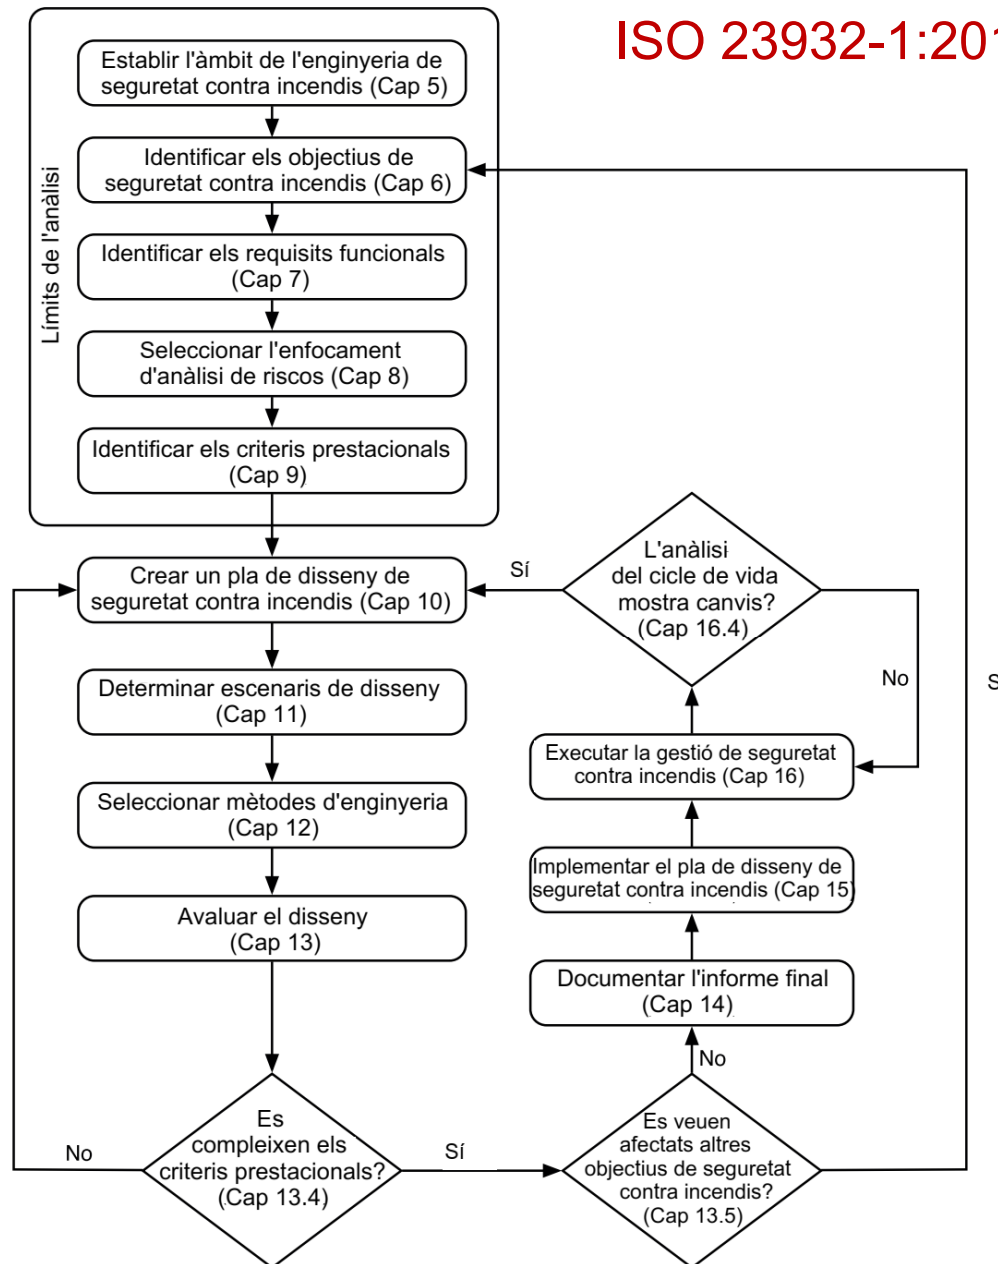 ISO 23932-1:201
Establir l'àmbit de l'enginyeria de
seguretat contra incendis (Cap 5)
Identificar els objectius de
seguretat contra incendis (Cap 6)
Identificar els requisits funcionals
(Cap 7)
Seleccionar l'enfocament
d'anàlisi de riscos (Cap 8)
Identificar els criteris prestacionals
(Cap 9)
Límits de l'anàlisi
Crear un pla de disseny de
seguretat contra incendis (Cap 10)
Determinar escenaris de disseny
(Cap 11)
Seleccionar mètodes d'enginyeria
(Cap 12)
Avaluar el disseny
(Cap 13)
Es
compleixen els
criteris prestacionals?
(Cap 13.4)
No
Sí
Es veuen
afectats altres
objectius de seguretat
contra incendis?
(Cap 13.5)
No
S
Documentar l'informe final
(Cap 14)
Implementar el pla de disseny de
seguretat contra incendis (Cap 15)
Executar la gestió de seguretat
contra incendis (Cap 16)
L'anàlisi
del cicle de vida
mostra canvis?
(Cap 16.4)
Sí
No